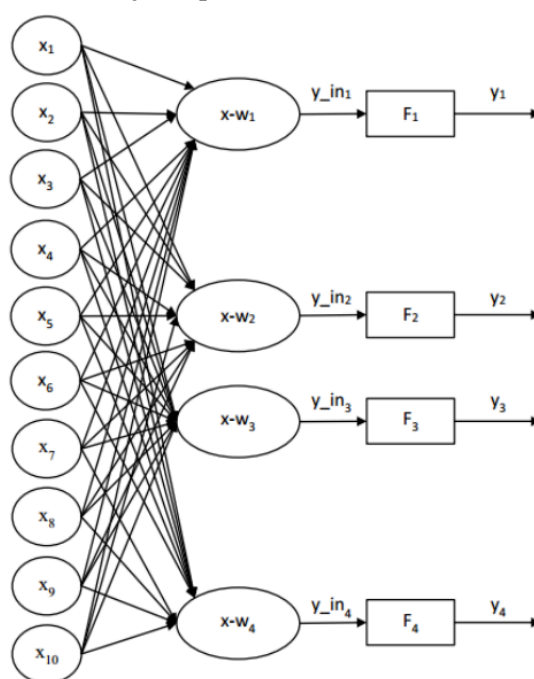 x₁
x₂
x₃
x₄
x₅
x₆
x₇
x₈
x₉
x₁₀
x-w₁
y_in₁
F₁
y₁
x-w₂
y_in₂
F₂
y₂
x-w₃
y_in₃
F₃
y₃
x-w₄
y_in₄
F₄
y₄